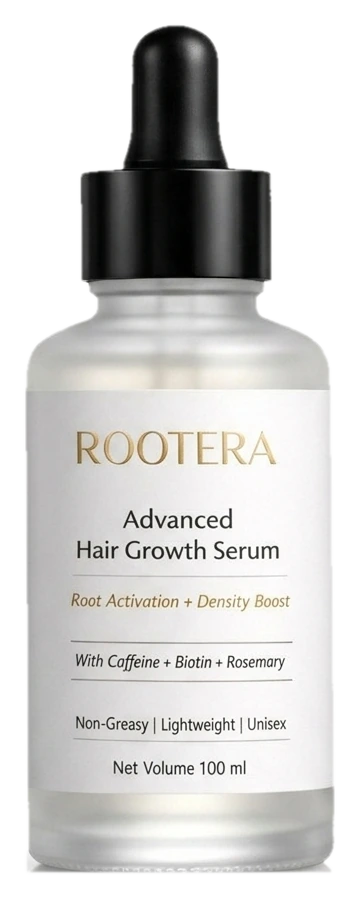 ROOTERA
Advanced
Hair Growth Serum
Root Activation + Density Boost
With Caffeine + Biotin + Rosemary
Non-Greasy | Lightweight | Unisex
Net Volume 100 ml